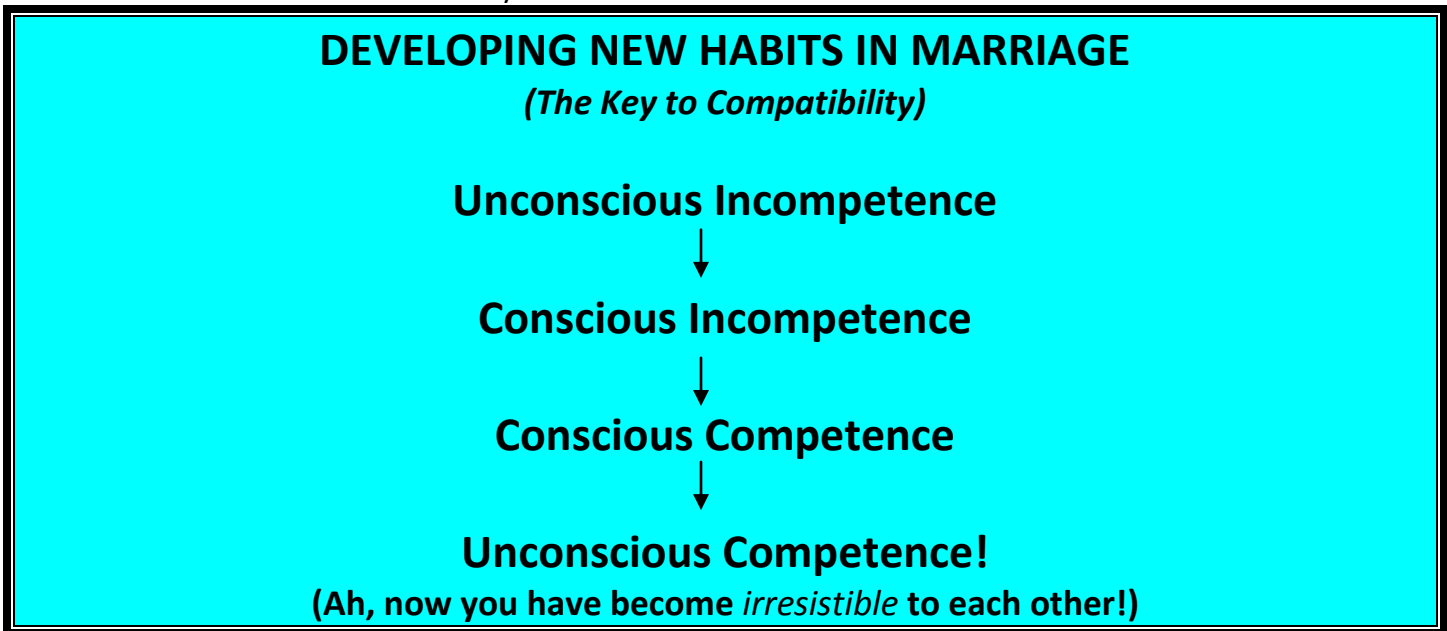 DEVELOPING NEW HABITS IN MARRIAGE
(The Key to Compatibility)
Unconscious Incompetence
Conscious Incompetence
Conscious Competence
Unconscious Competence!
(Ah, now you have become irresistible to each other!)